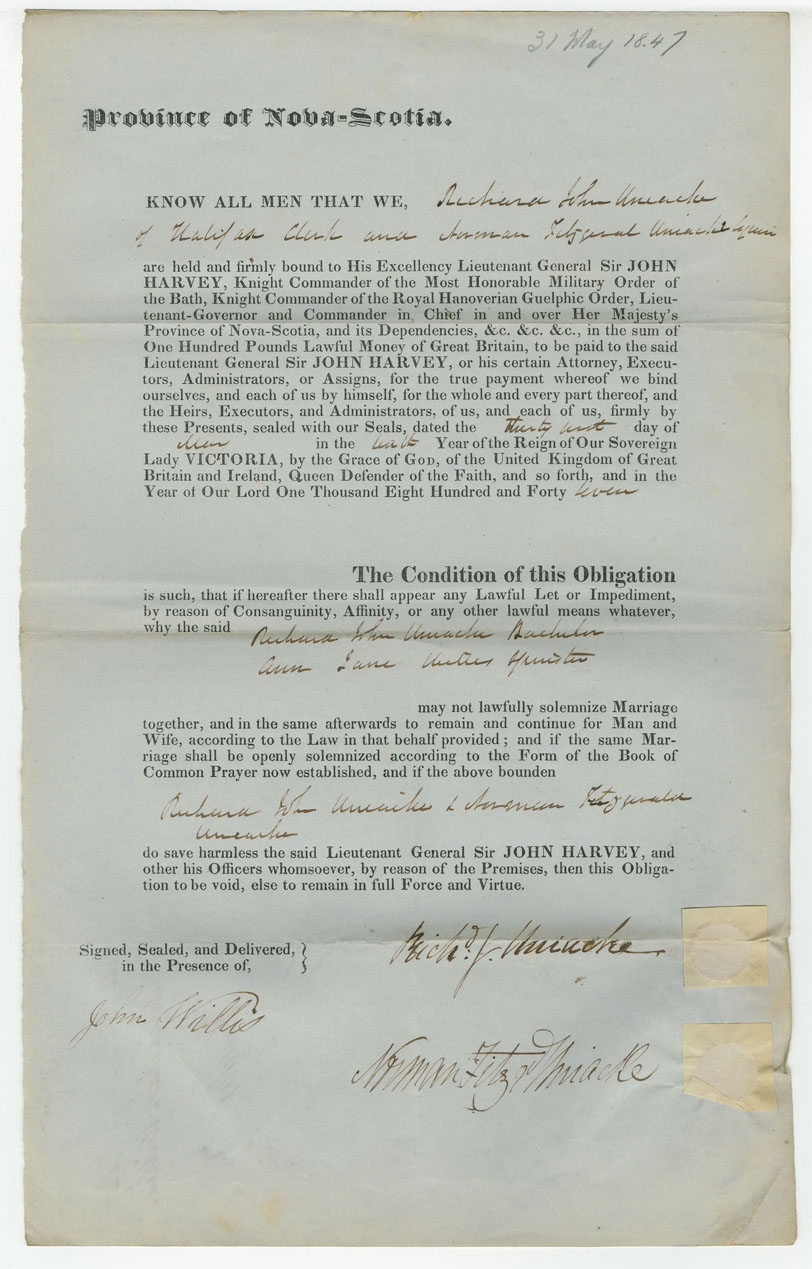 31 May 1847
Province of Nova-Scotia.
KNOW ALL MEN THAT WE, Richard John Uniacke
of Halifax Clerk and Norman Fitzgeral Uniacke
are held and firmly bound to His Excellency Lieutenant General Sir JOHN
HARVEY, Knight Commander of the Most Honorable Military Order of
the Bath, Knight Commander of the Royal Hanoverian Guelphic Order, Lieu-
tenant-Governor and Commander in Chief in and over Her Majesty's
Province of Nova-Scotia, and its Dependencies, &c. &c. &c., in the sum of
One Hundred Pounds Lawful Money of Great Britain, to be paid to the said
Lieutenant General Sir JOHN HARVEY, or his certain Attorney, Execu-
tors, Administrators, or Assigns, for the true payment whereof we bind
ourselves, and each of us by himself, for the whole and every part thereof, and
the Heirs, Executors, and Administrators, of us, and each of us, firmly by
these Presents, sealed with our Seals, dated the thirty first day of
May in the Year of the Reign of Our Sovereign
Lady VICTORIA, by the Grace of GOD, of the United Kingdom of Great
Britain and Ireland, Queen Defender of the Faith, and so forth, and in the
Year of Our Lord One Thousand Eight Hundred and Forty seven
The Condition of this Obligation
is such, that if hereafter there shall appear any Lawful Let or Impediment,
by reason of Consanguinity, Affinity, or any other lawful means whatever,
why the said Richard John Uniacke Bachelor
Ann Jane Spinster
may not lawfully solemnize Marriage
together, and in the same afterwards to remain and continue for Man and
Wife, according to the Law in that behalf provided; and if the same Mar-
riage shall be openly solemnized according to the Form of the Book of
Common Prayer now established, and if the above bounden
Richard John Uniacke & Norman Fitzgerald
Uniacke
do save harmless the said Lieutenant General Sir JOHN HARVEY, and
other his Officers whomsoever, by reason of the Premises, then this Obliga-
tion to be void, else to remain in full Force and Virtue.
Signed, Sealed, and Delivered,
in the Presence of,
Richd. J. Uniacke
John Willis
Norman Fitzgd Uniacke